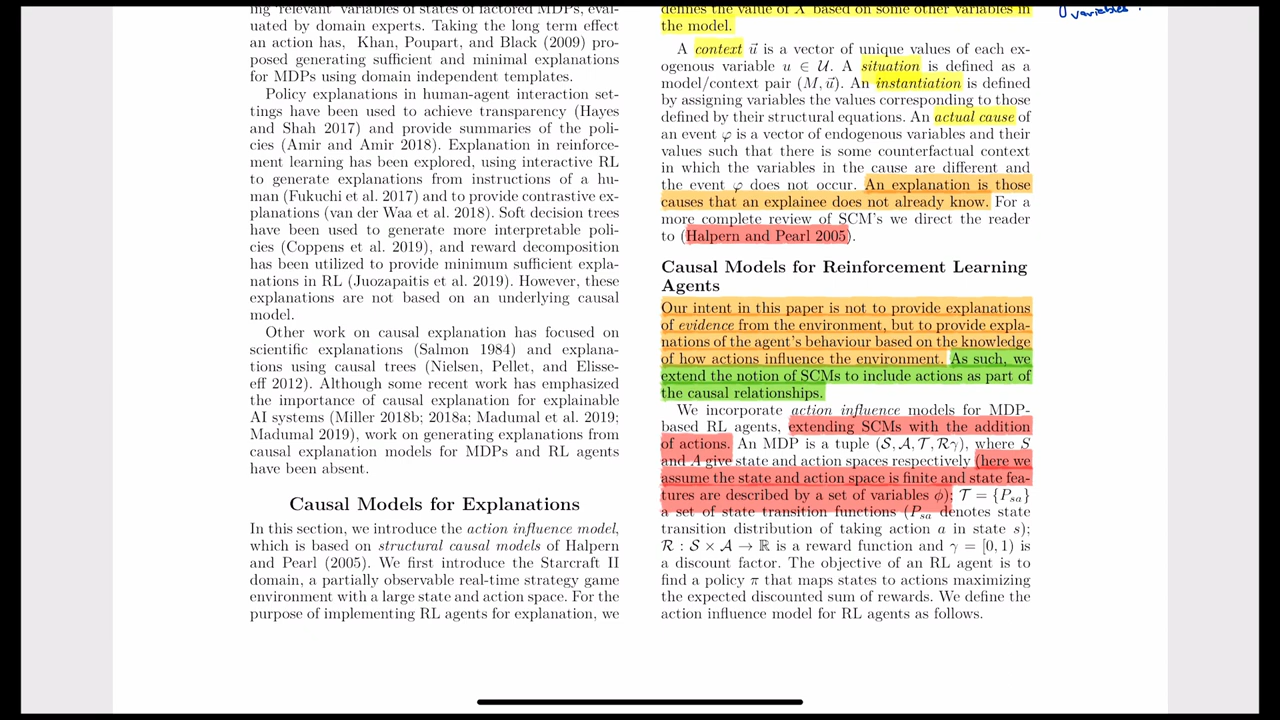 ing 'relevant' variables of states of factored MDPs, eval-
uated by domain experts. Taking the long term effect
an action has, Khan, Poupart, and Black (2009) pro-
posed generating sufficient and minimal explanations
for MDPs using domain independent templates.
Policy explanations in human-agent interaction set-
tings have been used to achieve transparency (Hayes
and Shah 2017) and provide summaries of the poli-
cies (Amir and Amir 2018). Explanation in reinforce-
ment learning has been explored, using interactive RL
to generate explanations from instructions of a hu-
man (Fukuchi et al. 2017) and to provide contrastive ex-
planations (van der Waa et al. 2018). Soft decision trees
have been used to generate more interpretable poli-
cies (Coppens et al. 2019), and reward decomposition
has been utilized to provide minimum sufficient expla-
nations in RL (Juozapaitis et al. 2019). However, these
explanations are not based on an underlying causal
model.
Other work on causal explanation has focused on
scientific explanations (Salmon 1984) and explana-
tions using causal trees (Nielsen, Pellet, and Elisse-
eff 2012). Although some recent work has emphasized
the importance of causal explanation for explainable
AI systems (Miller 2018b; 2018a; Madumal et al. 2019;
Madumal 2019), work on generating explanations from
causal explanation models for MDPs and RL agents
have been absent.
Causal Models for Explanations
In this section, we introduce the action influence model,
which is based on structural causal models of Halpern
and Pearl (2005). We first introduce the Starcraft II
domain, a partially observable real-time strategy game
environment with a large state and action space. For the
purpose of implementing RL agents for explanation, we
defines the value of X based on some other variables in
the model.
variables.
A context u⃗ is a vector of unique values of each ex-
ogenous variable u ∈ 𝒰. A situation is defined as a
model/context pair (M, u⃗). An instantiation is defined
by assigning variables the values corresponding to those
defined by their structural equations. An actual cause of
an event φ is a vector of endogenous variables and their
values such that there is some counterfactual context
in which the variables in the cause are different and
the event φ does not occur. An explanation is those
causes that an explainee does not already know. For a
more complete review of SCM's we direct the reader
to (Halpern and Pearl 2005).
Causal Models for Reinforcement Learning
Agents
Our intent in this paper is not to provide explanations
of evidence from the environment, but to provide expla-
nations of the agent's behaviour based on the knowledge
of how actions influence the environment. As such, we
extend the notion of SCMs to include actions as part of
the causal relationships.
We incorporate action influence models for MDP-
based RL agents, extending SCMs with the addition
of actions. An MDP is a tuple (𝒮, 𝒜, 𝒯, ℛγ), where S
and A give state and action spaces respectively (here we
assume the state and action space is finite and state fea-
tures are described by a set of variables ϕ); 𝒯 = {Psa}
a set of state transition functions (Psa denotes state
transition distribution of taking action a in state s);
ℛ : 𝒮 × 𝒜 → ℝ is a reward function and γ = [0, 1) is
a discount factor. The objective of an RL agent is to
find a policy π that maps states to actions maximizing
the expected discounted sum of rewards. We define the
action influence model for RL agents as follows.